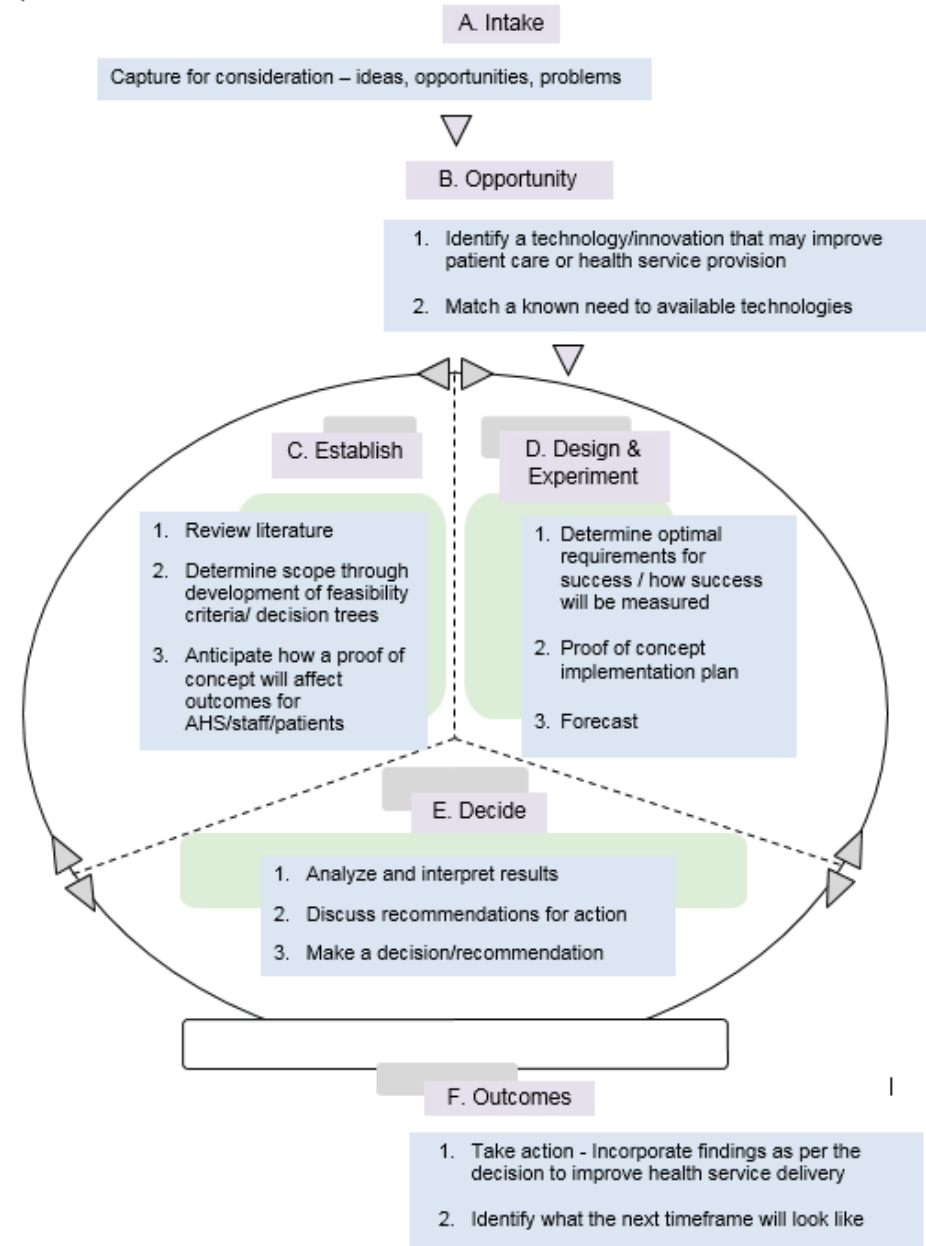 A. Intake
Capture for consideration – ideas, opportunities, problems
B. Opportunity
1. Identify a technology/innovation that may improve
patient care or health service provision
2. Match a known need to available technologies
C. Establish
1. Review literature
2. Determine scope through
development of feasibility
criteria/ decision trees
3. Anticipate how a proof of
concept will affect
outcomes for
AHS/staff/patients
D. Design &
Experiment
1. Determine optimal
requirements for
success / how success
will be measured
2. Proof of concept
implementation plan
3. Forecast
E. Decide
1. Analyze and interpret results
2. Discuss recommendations for action
3. Make a decision/recommendation
F. Outcomes
1. Take action - Incorporate findings as per the
decision to improve health service delivery
2. Identify what the next timeframe will look like